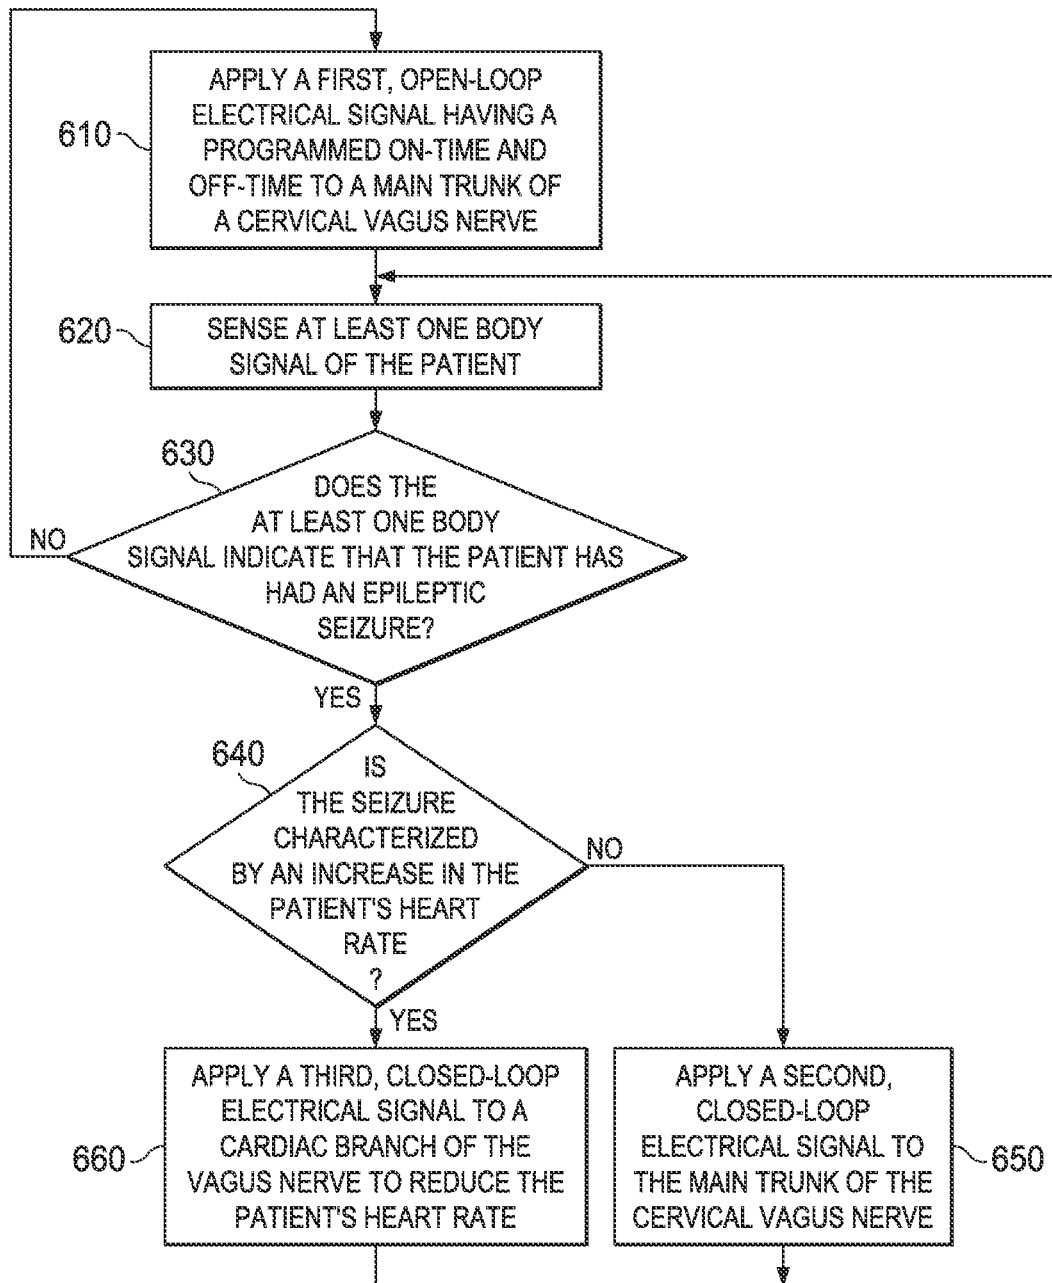 APPLY A FIRST, OPEN-LOOP
ELECTRICAL SIGNAL HAVING A
PROGRAMMED ON-TIME AND
OFF-TIME TO A MAIN TRUNK OF
A CERVICAL VAGUS NERVE
610
SENSE AT LEAST ONE BODY
SIGNAL OF THE PATIENT
620
630
DOES THE
AT LEAST ONE BODY
SIGNAL INDICATE THAT THE PATIENT HAS
HAD AN EPILEPTIC
SEIZURE?
NO
YES
640
IS
THE SEIZURE
CHARACTERIZED
BY AN INCREASE IN THE
PATIENT'S HEART
RATE
?
NO
YES
APPLY A THIRD, CLOSED-LOOP
ELECTRICAL SIGNAL TO A
CARDIAC BRANCH OF THE
VAGUS NERVE TO REDUCE THE
PATIENT'S HEART RATE
660
APPLY A SECOND,
CLOSED-LOOP
ELECTRICAL SIGNAL TO
THE MAIN TRUNK OF THE
CERVICAL VAGUS NERVE
650